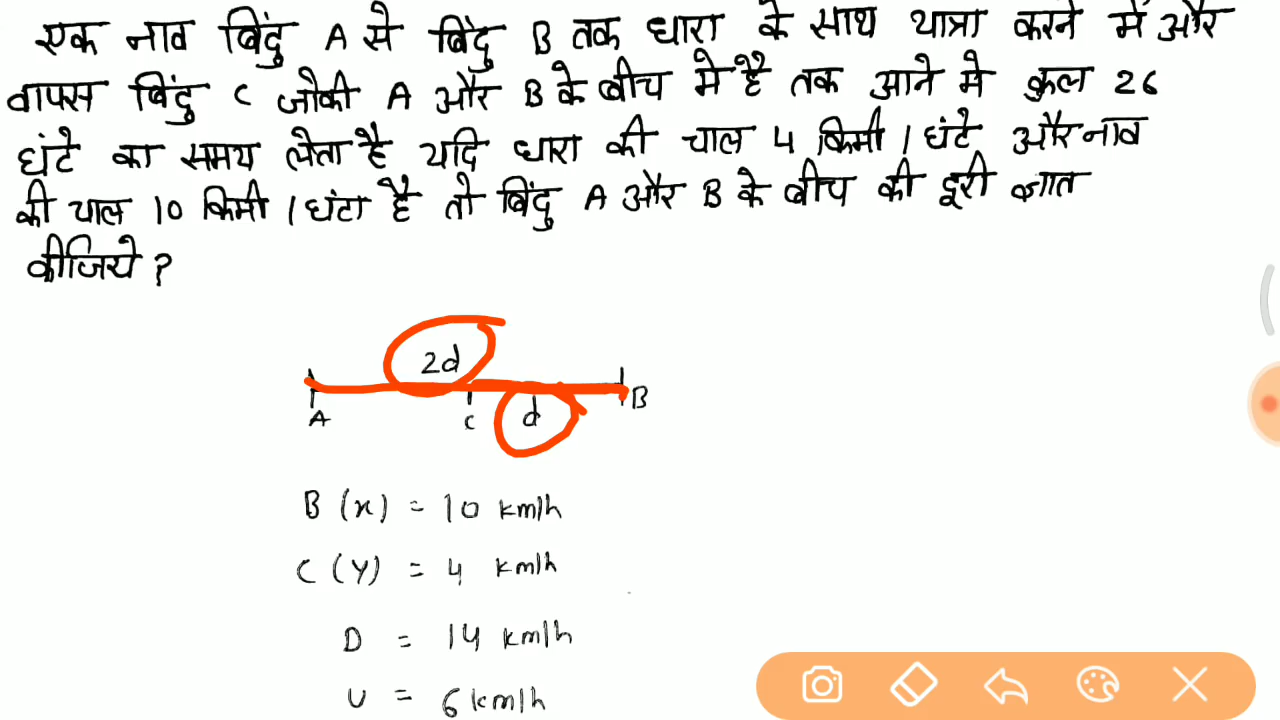 एक नाव बिंदु A से बिंदु B तक धारा के साथ यात्रा करने में और
वापस बिंदु C जोकी A और B के बीच मे है तक आने मे कुल 26
घंटे का समय लेता है यदि धारा की चाल 4 किमी / घंटे और नाव
की चाल 10 किमी / घंटा है तो बिंदु A और B के बीच की दूरी ज्ञात
कीजिये ?
2d
A C d B
B (x) = 10 km/h
C (Y) = 4 km/h
D = 14 km/h
U = 6 km/h